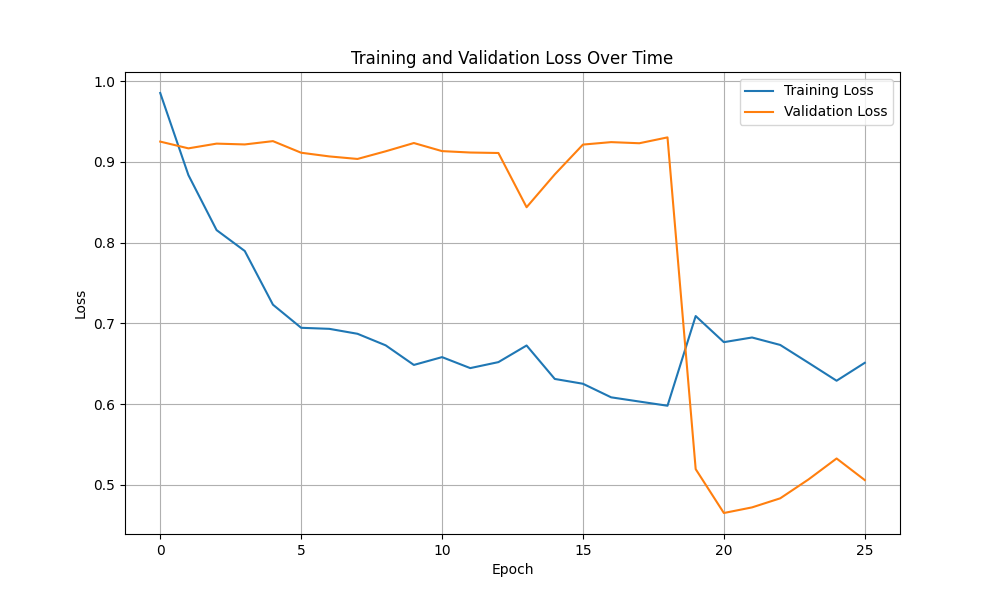 Training and Validation Loss Over Time
Training Loss
Validation Loss
1.0
0.9
0.8
0.7
0.6
0.5
Loss
0 5 10 15 20 25
Epoch